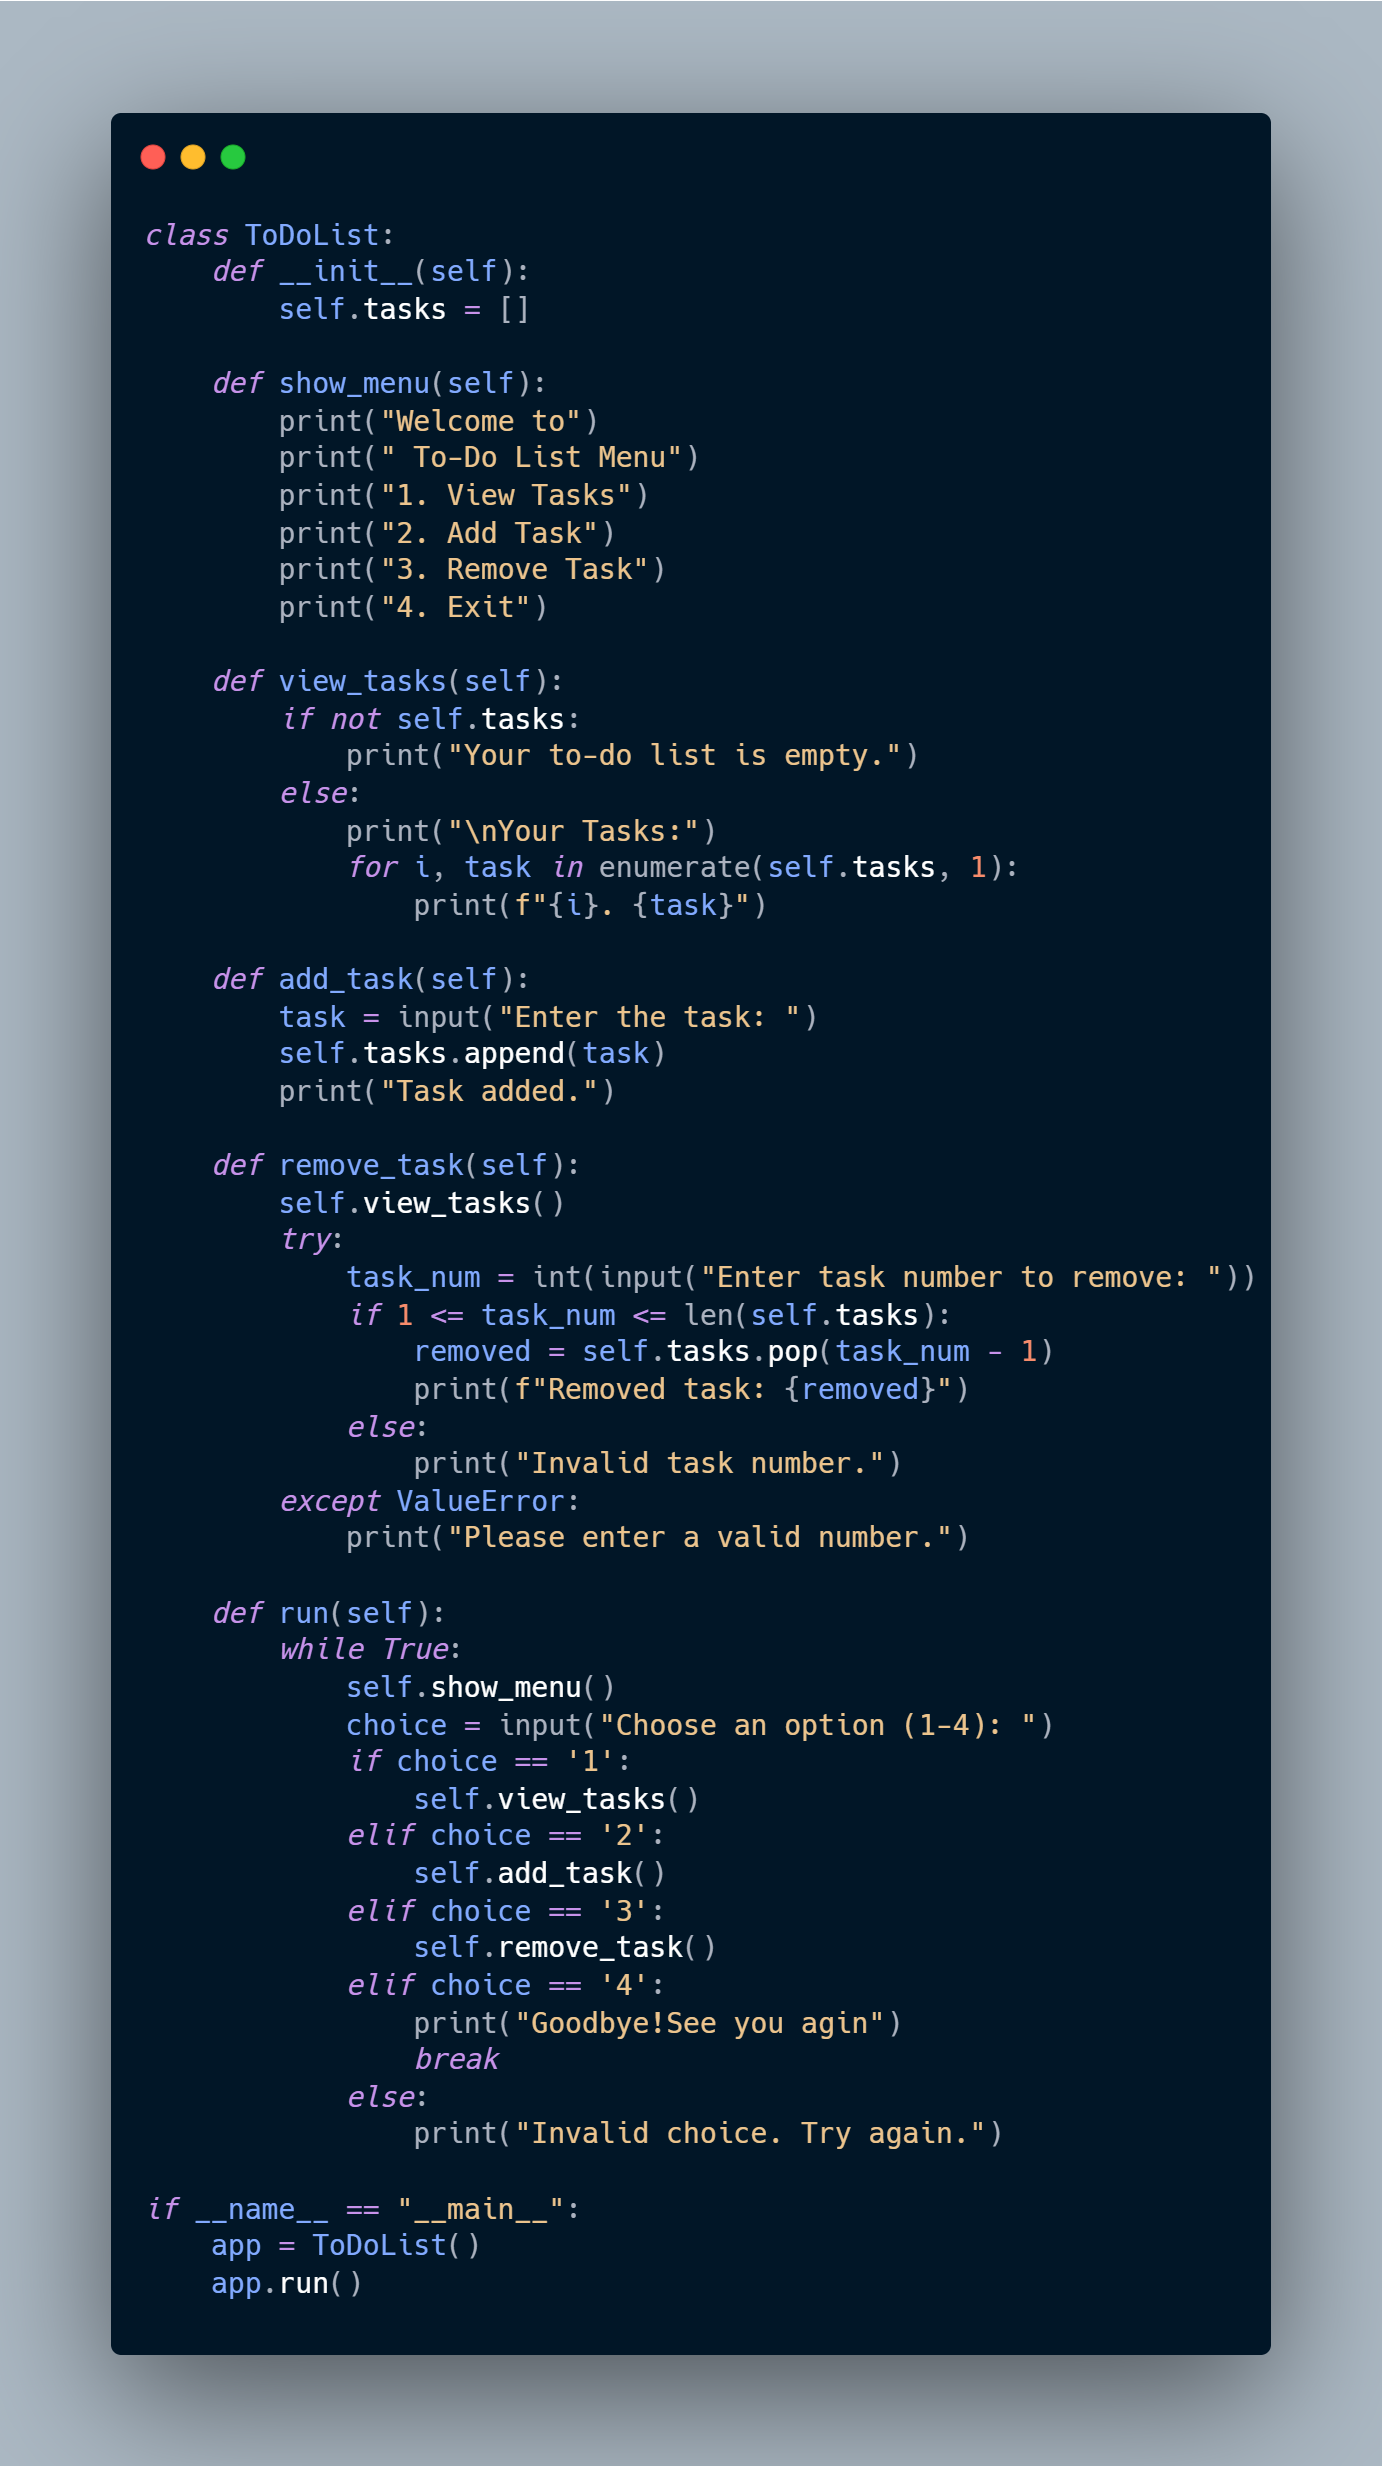 class ToDoList:
    def __init__(self):
        self.tasks = []

    def show_menu(self):
        print("Welcome to")
        print(" To-Do List Menu")
        print("1. View Tasks")
        print("2. Add Task")
        print("3. Remove Task")
        print("4. Exit")

    def view_tasks(self):
        if not self.tasks:
            print("Your to-do list is empty.")
        else:
            print("\nYour Tasks:")
            for i, task in enumerate(self.tasks, 1):
                print(f"{i}. {task}")

    def add_task(self):
        task = input("Enter the task: ")
        self.tasks.append(task)
        print("Task added.")

    def remove_task(self):
        self.view_tasks()
        try:
            task_num = int(input("Enter task number to remove: "))
            if 1 <= task_num <= len(self.tasks):
                removed = self.tasks.pop(task_num - 1)
                print(f"Removed task: {removed}")
            else:
                print("Invalid task number.")
        except ValueError:
            print("Please enter a valid number.")

    def run(self):
        while True:
            self.show_menu()
            choice = input("Choose an option (1-4): ")
            if choice == '1':
                self.view_tasks()
            elif choice == '2':
                self.add_task()
            elif choice == '3':
                self.remove_task()
            elif choice == '4':
                print("Goodbye!See you agin")
                break
            else:
                print("Invalid choice. Try again.")

if __name__ == "__main__":
    app = ToDoList()
    app.run()